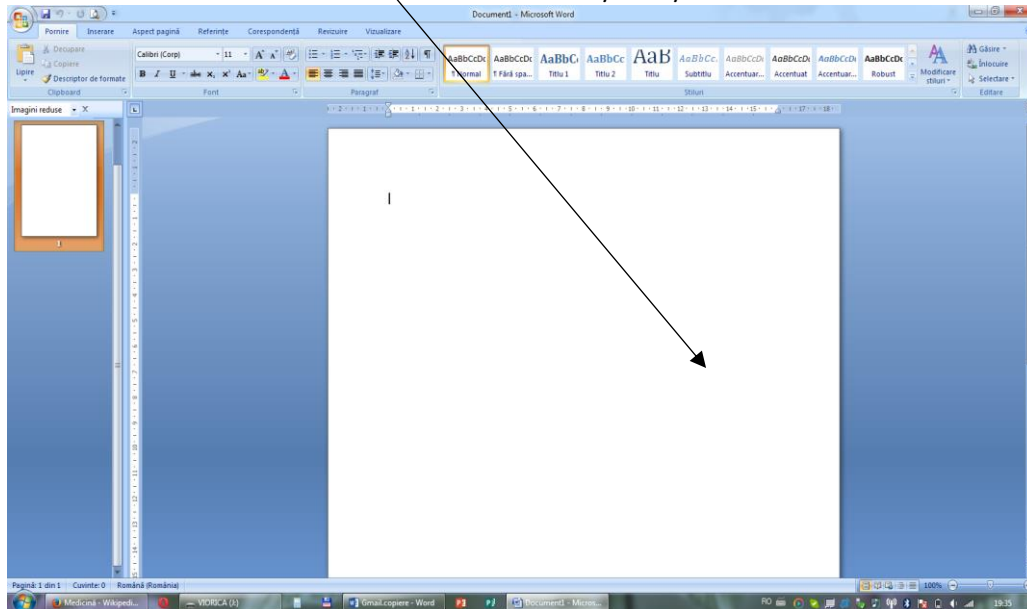 Document1 - Microsoft Word
Pornire Inserare Aspect pagină Referințe Corespondență Revizuire Vizualizare
Lipire
Decupare
Copiere
Descriptor de formate
Clipboard
Calibri (Corp) 11
Font
Paragraf
AaBbCcDc AaBbCcDc AaBbC AaBbCc AaB AaBbCc. AaBbCcDc AaBbCcDc AaBbCcDc AaBbCcDc
¶ Normal ¶ Fără spa... Titlu 1 Titlu 2 Titlu Subtitlu Accentuar... Accentuat Accentuar... Robust
Stiluri
Modificare stiluri
Găsire
Înlocuire
Selectare
Editare
Imagini reduse X
1
Pagină: 1 din 1 Cuvinte: 0 Română (România)
100%
Medicină - Wikipedi... VIORICA (J:) Gmail.copiere - Word Document1 - Micros... RO 19:35